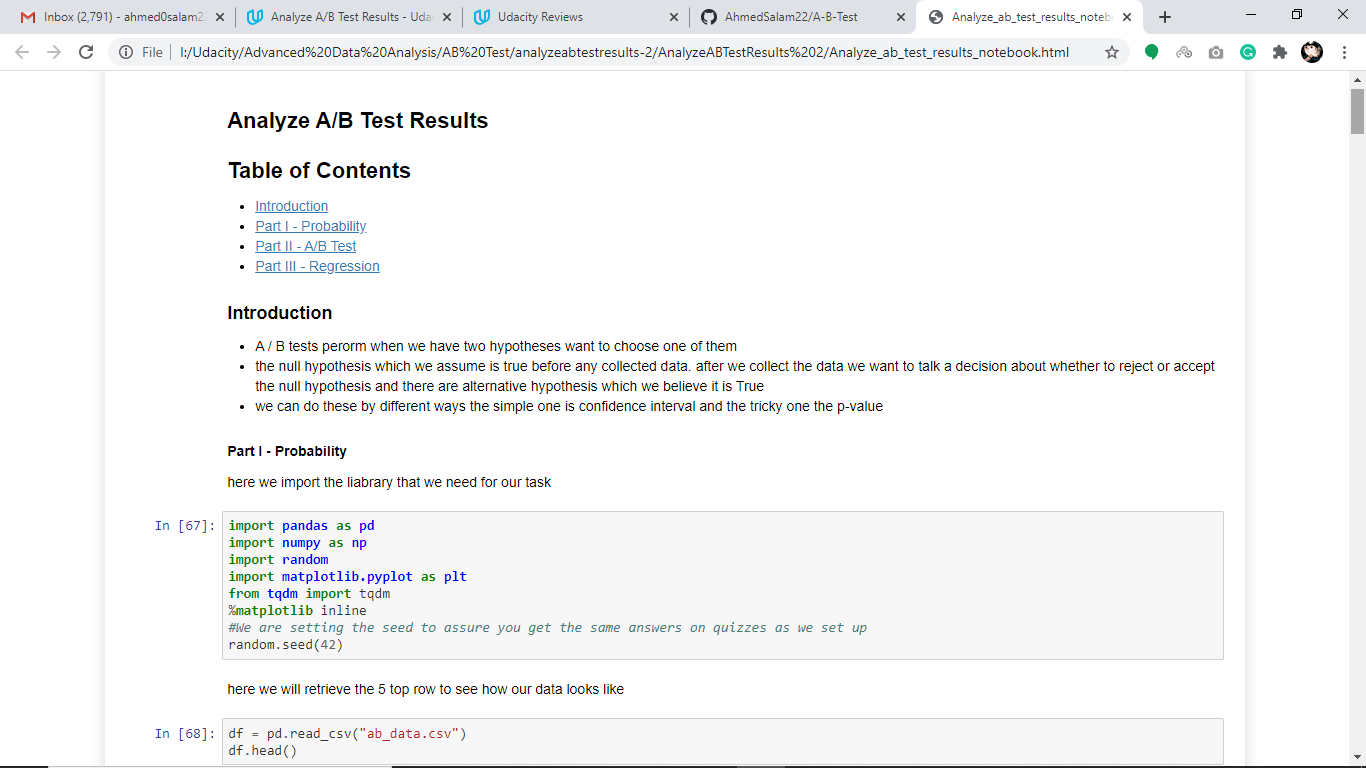 Inbox (2,791) - ahmed0salam22
Analyze A/B Test Results - Uda
Udacity Reviews
AhmedSalam22/A-B-Test
Analyze_ab_test_results_noteb
File
I:/Udacity/Advanced%20Data%20Analysis/AB%20Test/analyzeabtestresults-2/AnalyzeABTestResults%202/Analyze_ab_test_results_notebook.html
Analyze A/B Test Results
Table of Contents
Introduction
Part I - Probability
Part II - A/B Test
Part III - Regression
Introduction
A / B tests perorm when we have two hypotheses want to choose one of them
the null hypothesis which we assume is true before any collected data. after we collect the data we want to talk a decision about whether to reject or accept
the null hypothesis and there are alternative hypothesis which we believe it is True
we can do these by different ways the simple one is confidence interval and the tricky one the p-value
Part I - Probability
here we import the liabrary that we need for our task
In [67]:
import pandas as pd
import numpy as np
import random
import matplotlib.pyplot as plt
from tqdm import tqdm
%matplotlib inline
#We are setting the seed to assure you get the same answers on quizzes as we set up
random.seed(42)
here we will retrieve the 5 top row to see how our data looks like
In [68]:
df = pd.read_csv("ab_data.csv")
df.head()